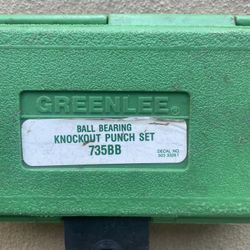 GREENLEE®
BALL BEARING
KNOCKOUT PUNCH SET
735BB
DECAL NO.